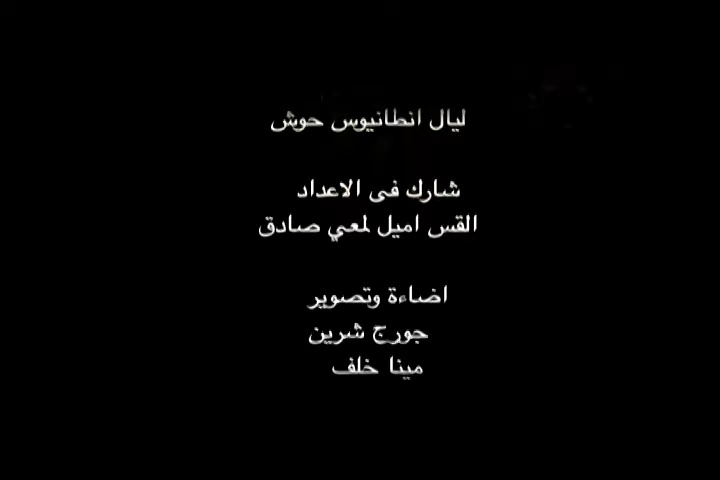 ليال انطانيوس حوش
شارك فى الاعداد
القس اميل لمعي صادق
اضاءة وتصوير
جورج شرين
مينا خلف